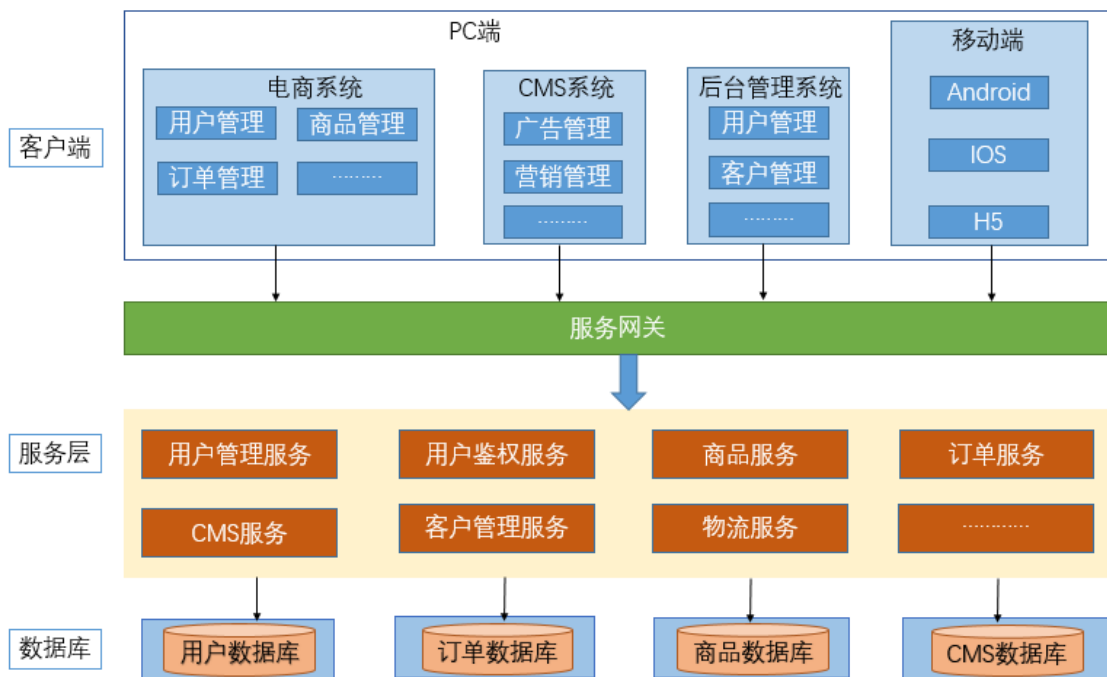 PC端
移动端
电商系统
CMS系统
后台管理系统
用户管理
商品管理
广告管理
用户管理
Android
客户端
订单管理
………
营销管理
客户管理
IOS
………
………
H5
服务网关
服务层
用户管理服务
用户鉴权服务
商品服务
订单服务
CMS服务
客户管理服务
物流服务
…………
数据库
用户数据库
订单数据库
商品数据库
CMS数据库